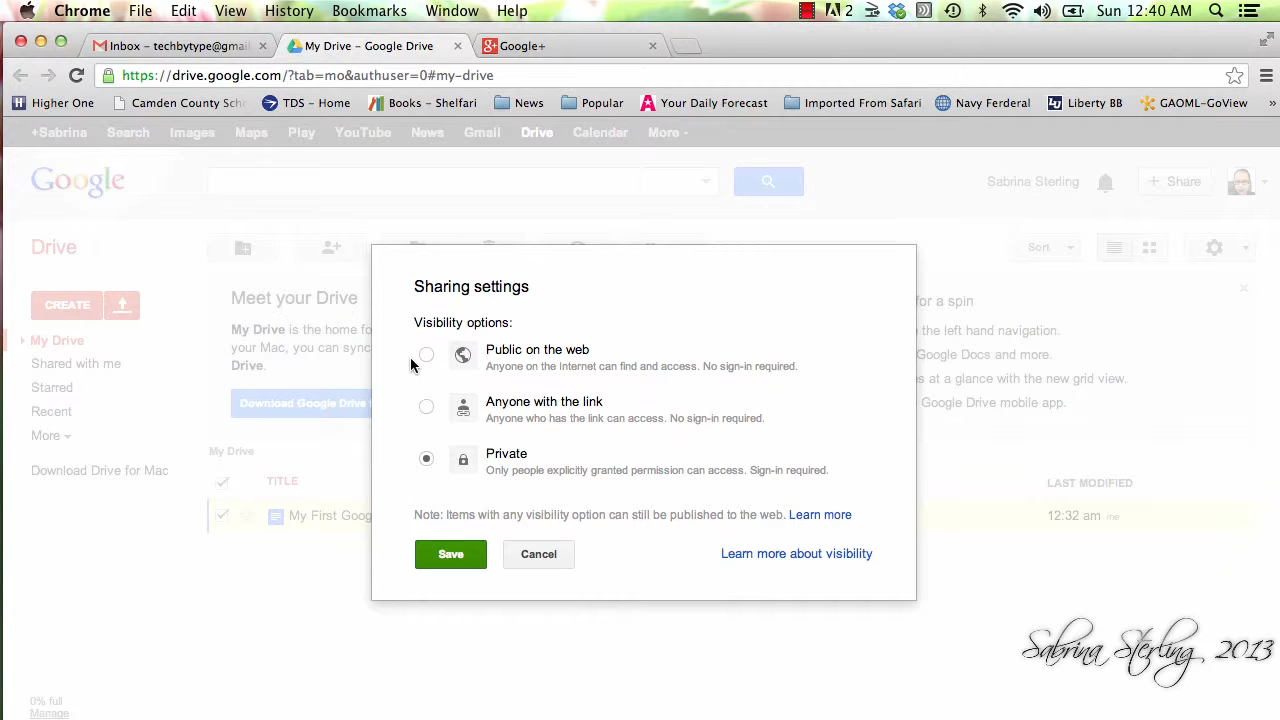 Chrome File Edit View History Bookmarks Window Help 2 Sun 12:40 AM
Inbox – techbytype@gmail My Drive – Google Drive Google+
https://drive.google.com/?tab=mo&authuser=0#my-drive
Higher One Camden County Sch TDS – Home Books – Shelfari News Popular Your Daily Forecast Imported From Safari Navy Ferderal Liberty BB GAOML-GoView »
+Sabrina Search Images Maps Play YouTube News Gmail Drive Calendar More
Google Sabrina Sterling + Share
Drive Sort
CREATE
Meet your Drive for a spin
My Drive is the home fo the left hand navigation.
your Mac, you can sync Google Docs and more.
Drive. es at a glance with the new grid view.
Download Google Drive f Google Drive mobile app.
My Drive
Shared with me
Starred
Recent
More
Download Drive for Mac
My Drive
TITLE LAST MODIFIED
My First Goog 12:32 am me
Sharing settings
Visibility options:
Public on the web
Anyone on the Internet can find and access. No sign-in required.
Anyone with the link
Anyone who has the link can access. No sign-in required.
Private
Only people explicitly granted permission can access. Sign-in required.
Note: Items with any visibility option can still be published to the web. Learn more
Save Cancel Learn more about visibility
Sabrina Sterling 2013
0% full
Manage